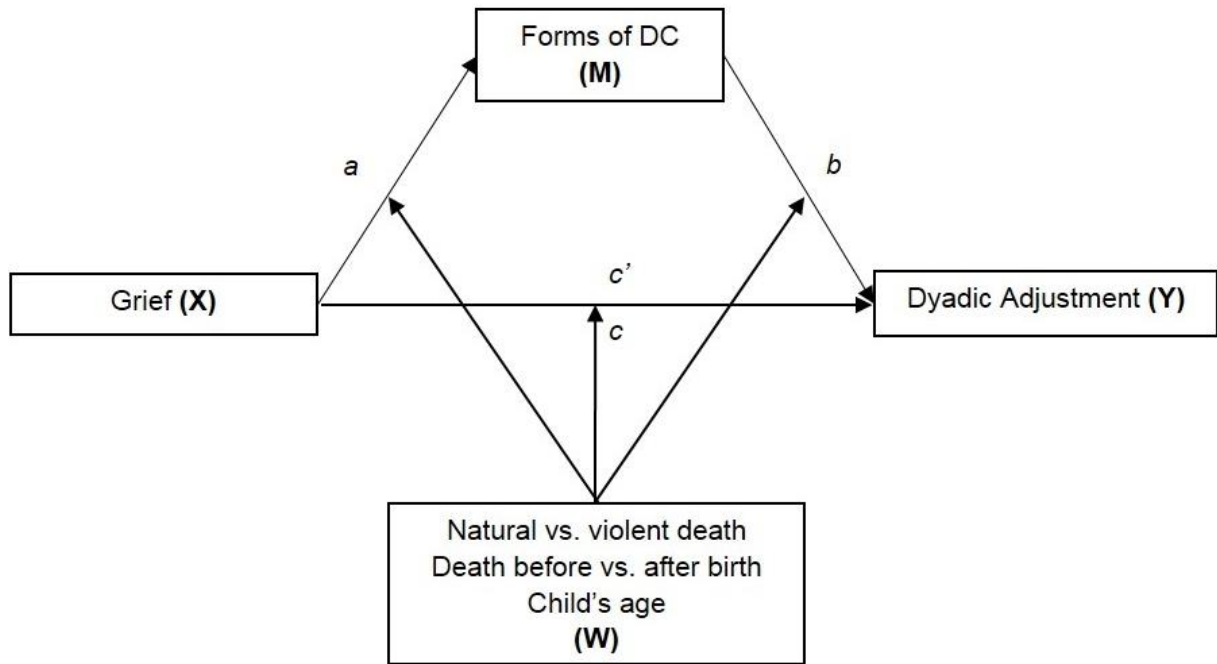 Forms of DC
(M)
a
b
c’
Grief (X)
Dyadic Adjustment (Y)
c
Natural vs. violent death
Death before vs. after birth
Child’s age
(W)